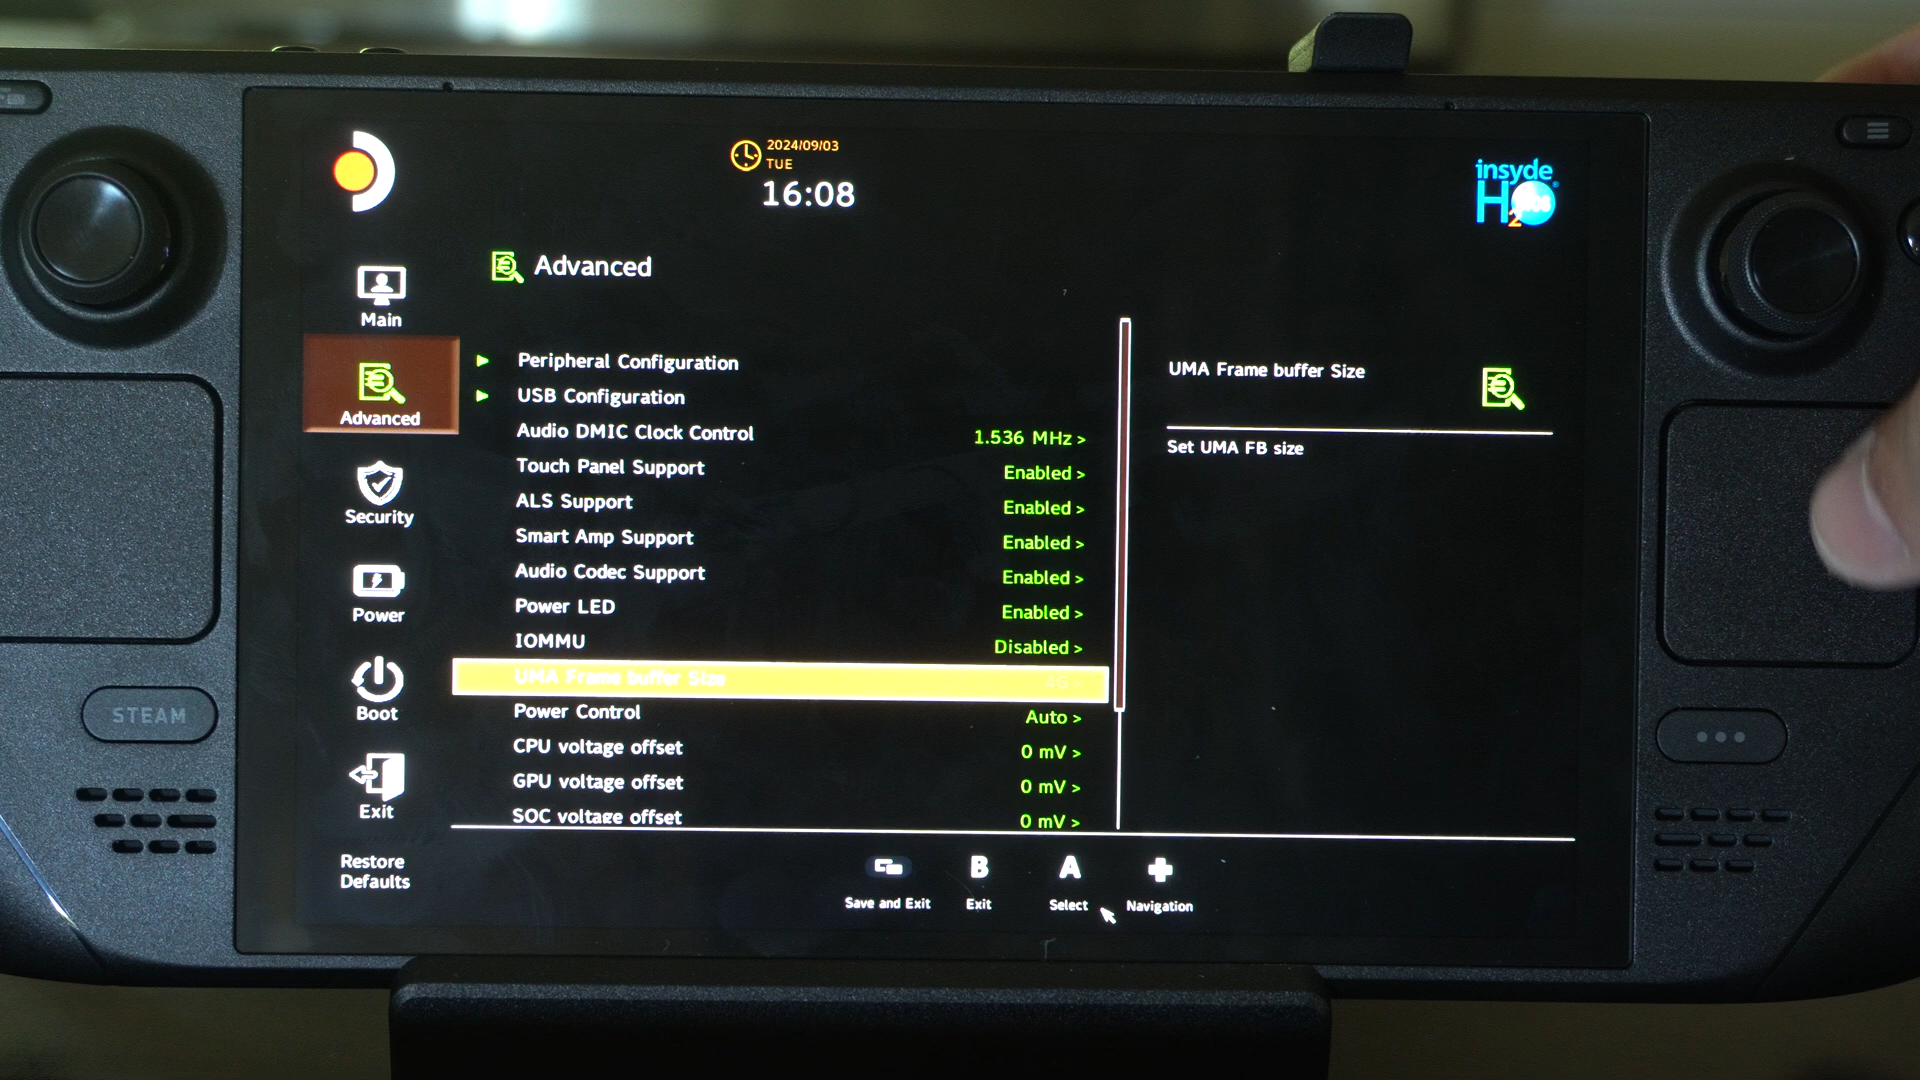 2024/09/03
TUE
16:08
insyde
H2
Advanced
Main
Advanced
Security
Power
Boot
Exit
Restore
Defaults
Peripheral Configuration
USB Configuration
Audio DMIC Clock Control 1.536 MHz >
Touch Panel Support Enabled >
ALS Support Enabled >
Smart Amp Support Enabled >
Audio Codec Support Enabled >
Power LED Enabled >
IOMMU Disabled >
UMA Frame buffer Size 4G >
Power Control Auto >
CPU voltage offset 0 mV >
GPU voltage offset 0 mV >
SOC voltage offset 0 mV >
UMA Frame buffer Size
Set UMA FB size
B A
Save and Exit Exit Select Navigation
STEAM